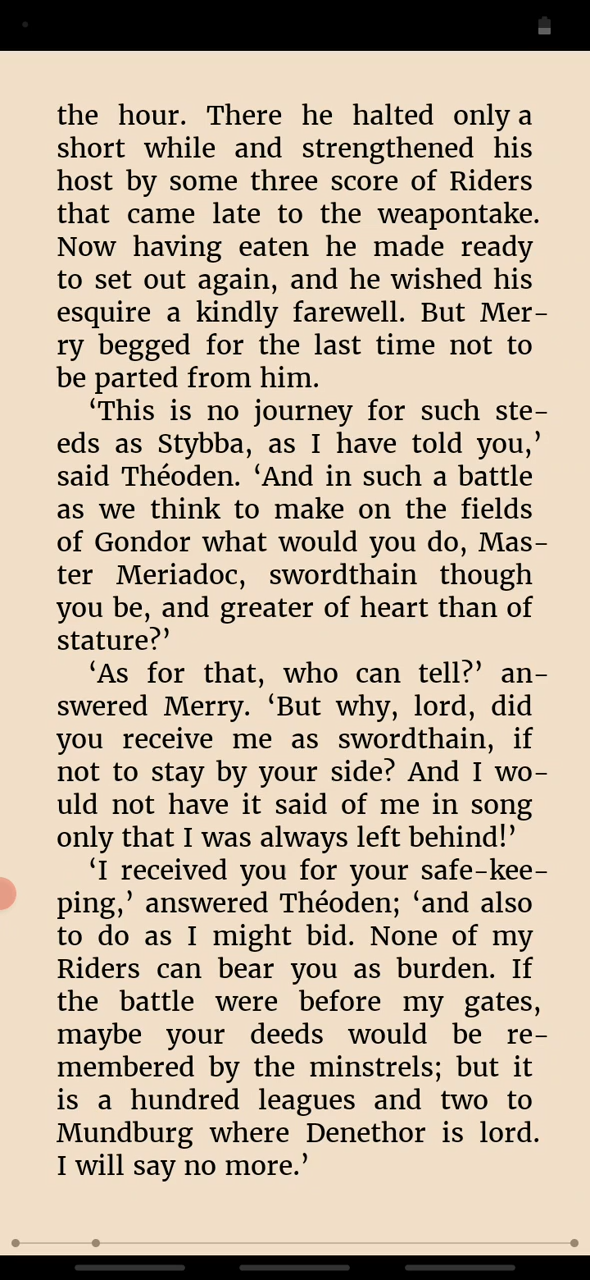 the hour. There he halted only a
short while and strengthened his
host by some three score of Riders
that came late to the weapontake.
Now having eaten he made ready
to set out again, and he wished his
esquire a kindly farewell. But Mer-
ry begged for the last time not to
be parted from him.
‘This is no journey for such ste-
eds as Stybba, as I have told you,’
said Théoden. ‘And in such a battle
as we think to make on the fields
of Gondor what would you do, Mas-
ter Meriadoc, swordthain though
you be, and greater of heart than of
stature?’
‘As for that, who can tell?’ an-
swered Merry. ‘But why, lord, did
you receive me as swordthain, if
not to stay by your side? And I wo-
uld not have it said of me in song
only that I was always left behind!’
‘I received you for your safe-kee-
ping,’ answered Théoden; ‘and also
to do as I might bid. None of my
Riders can bear you as burden. If
the battle were before my gates,
maybe your deeds would be re-
membered by the minstrels; but it
is a hundred leagues and two to
Mundburg where Denethor is lord.
I will say no more.’